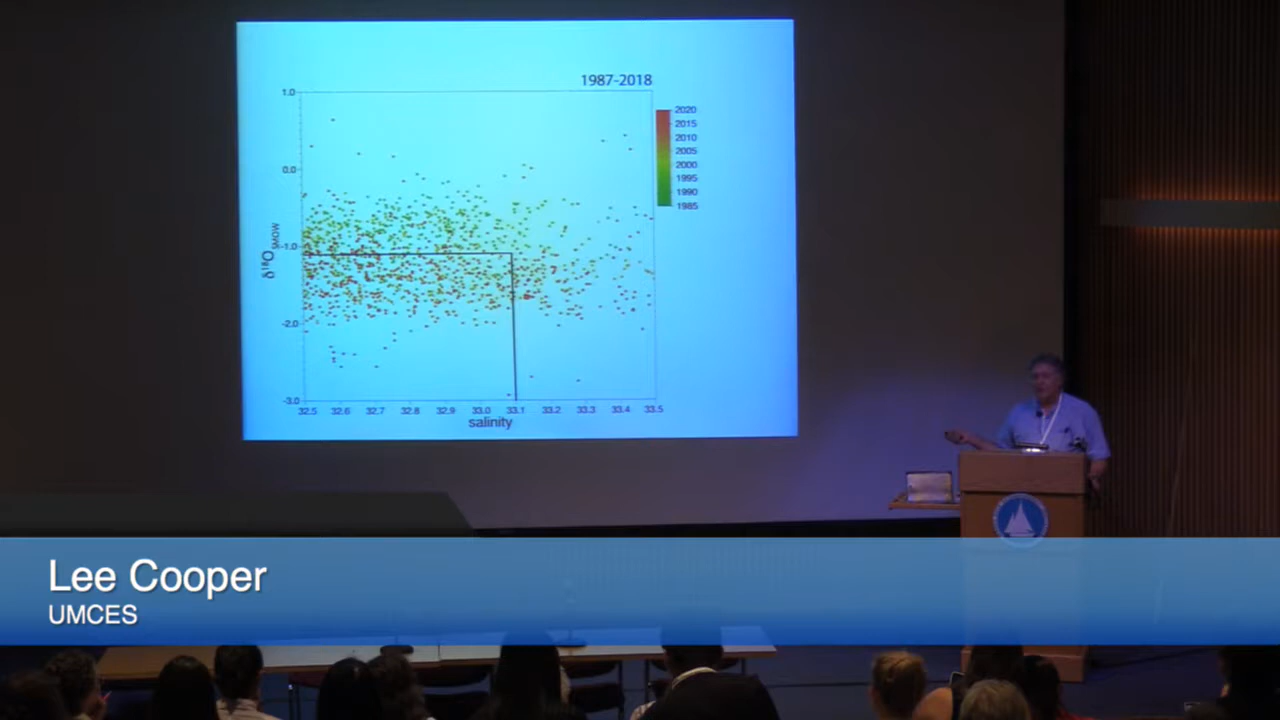 1987-2018
1.0
0.0
-1.0
-2.0
-3.0
δ¹⁸O SMOW
2020
2015
2010
2005
2000
1995
1990
1985
32.5 32.6 32.7 32.8 32.9 33.0 33.1 33.2 33.3 33.4 33.5
salinity
Lee Cooper
UMCES